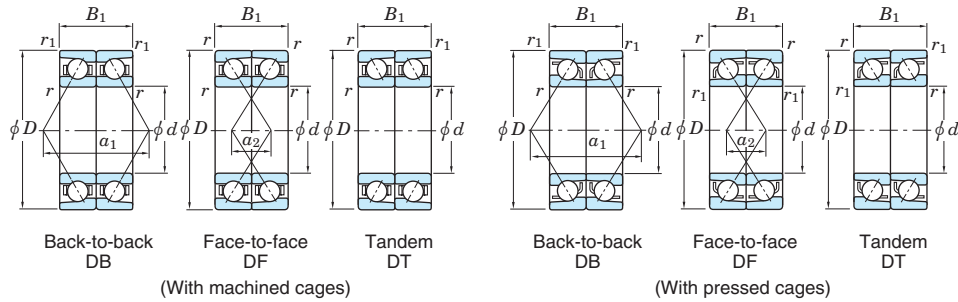 B1 B1 B1 B1 B1 B1
r1 r1 r r r r1 r1 r1 r r r r1
r r r r r r r r r1 r1 r1 r
ϕD ϕd ϕD ϕd ϕD ϕd ϕD ϕd ϕD ϕd ϕD ϕd
a1 a2 a1 a2
Back-to-back Face-to-face Tandem Back-to-back Face-to-face Tandem
DB DF DT DB DF DT
(With machined cages) (With pressed cages)